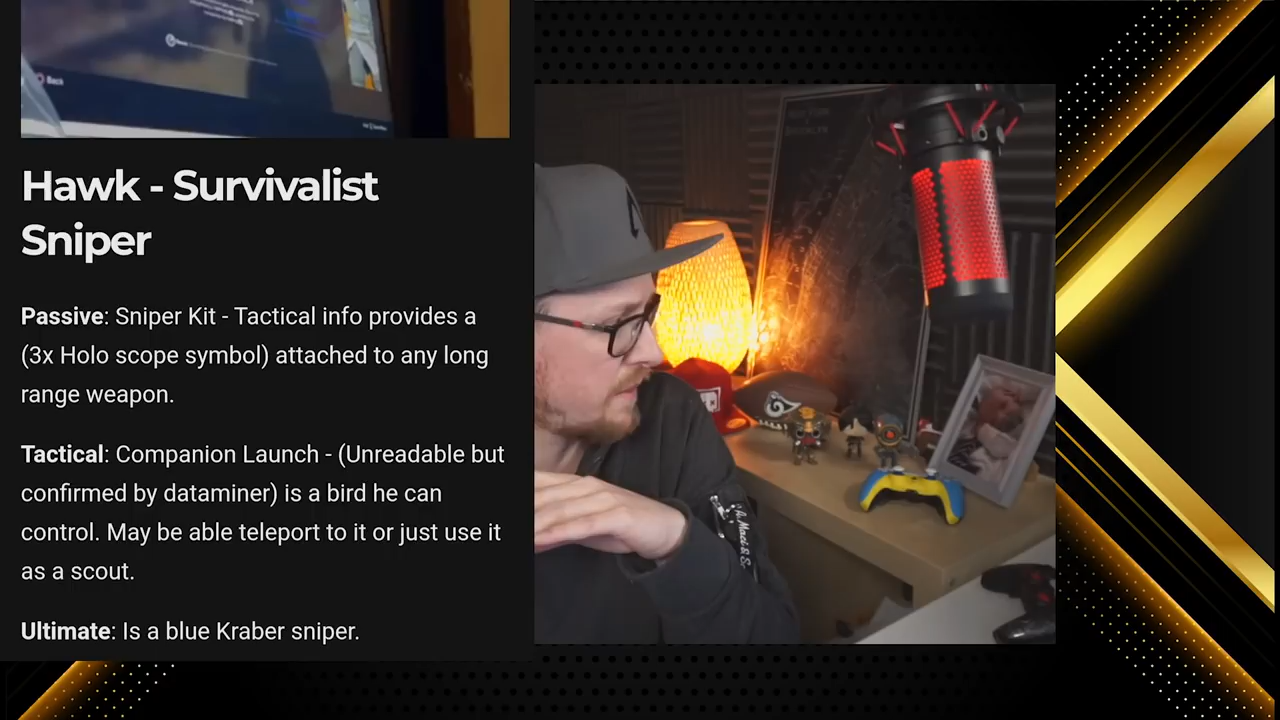 Back
Hawk - Survivalist
Sniper
Passive: Sniper Kit - Tactical info provides a
(3x Holo scope symbol) attached to any long
range weapon.
Tactical: Companion Launch - (Unreadable but
confirmed by dataminer) is a bird he can
control. May be able teleport to it or just use it
as a scout.
Ultimate: Is a blue Kraber sniper.